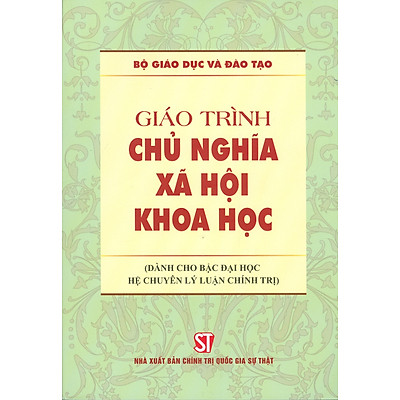 BỘ GIÁO DỤC VÀ ĐÀO TẠO
GIÁO TRÌNH
CHỦ NGHĨA
XÃ HỘI
KHOA HỌC
(DÀNH CHO BẬC ĐẠI HỌC
HỆ CHUYÊN LÝ LUẬN CHÍNH TRỊ)
ST
NHÀ XUẤT BẢN CHÍNH TRỊ QUỐC GIA SỰ THẬT